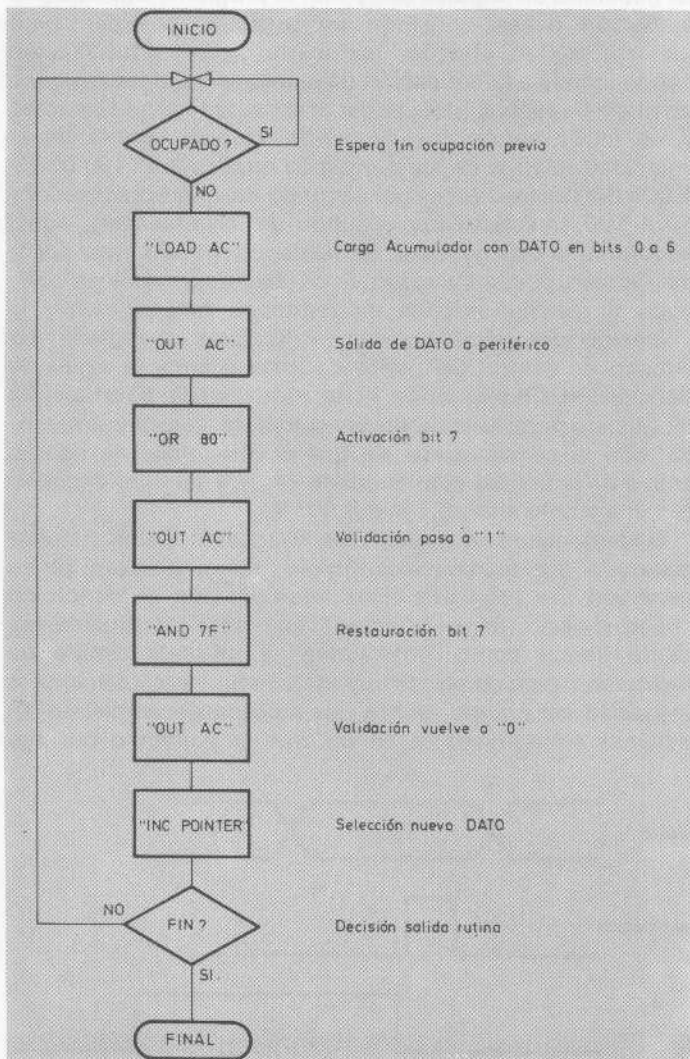 INICIO
OCUPADO ?
SI
Espera fin ocupación previa
NO
"LOAD AC"
Carga Acumulador con DATO en bits 0 a 6
"OUT AC"
Salida de DATO a periférico
"OR 80"
Activación bit 7
"OUT AC"
Validación pasa a "1"
"AND 7F"
Restauración bit 7
"OUT AC"
Validación vuelve a "0"
"INC POINTER"
Selección nuevo DATO
NO
FIN ?
Decisión salida rutina
SI
FINAL